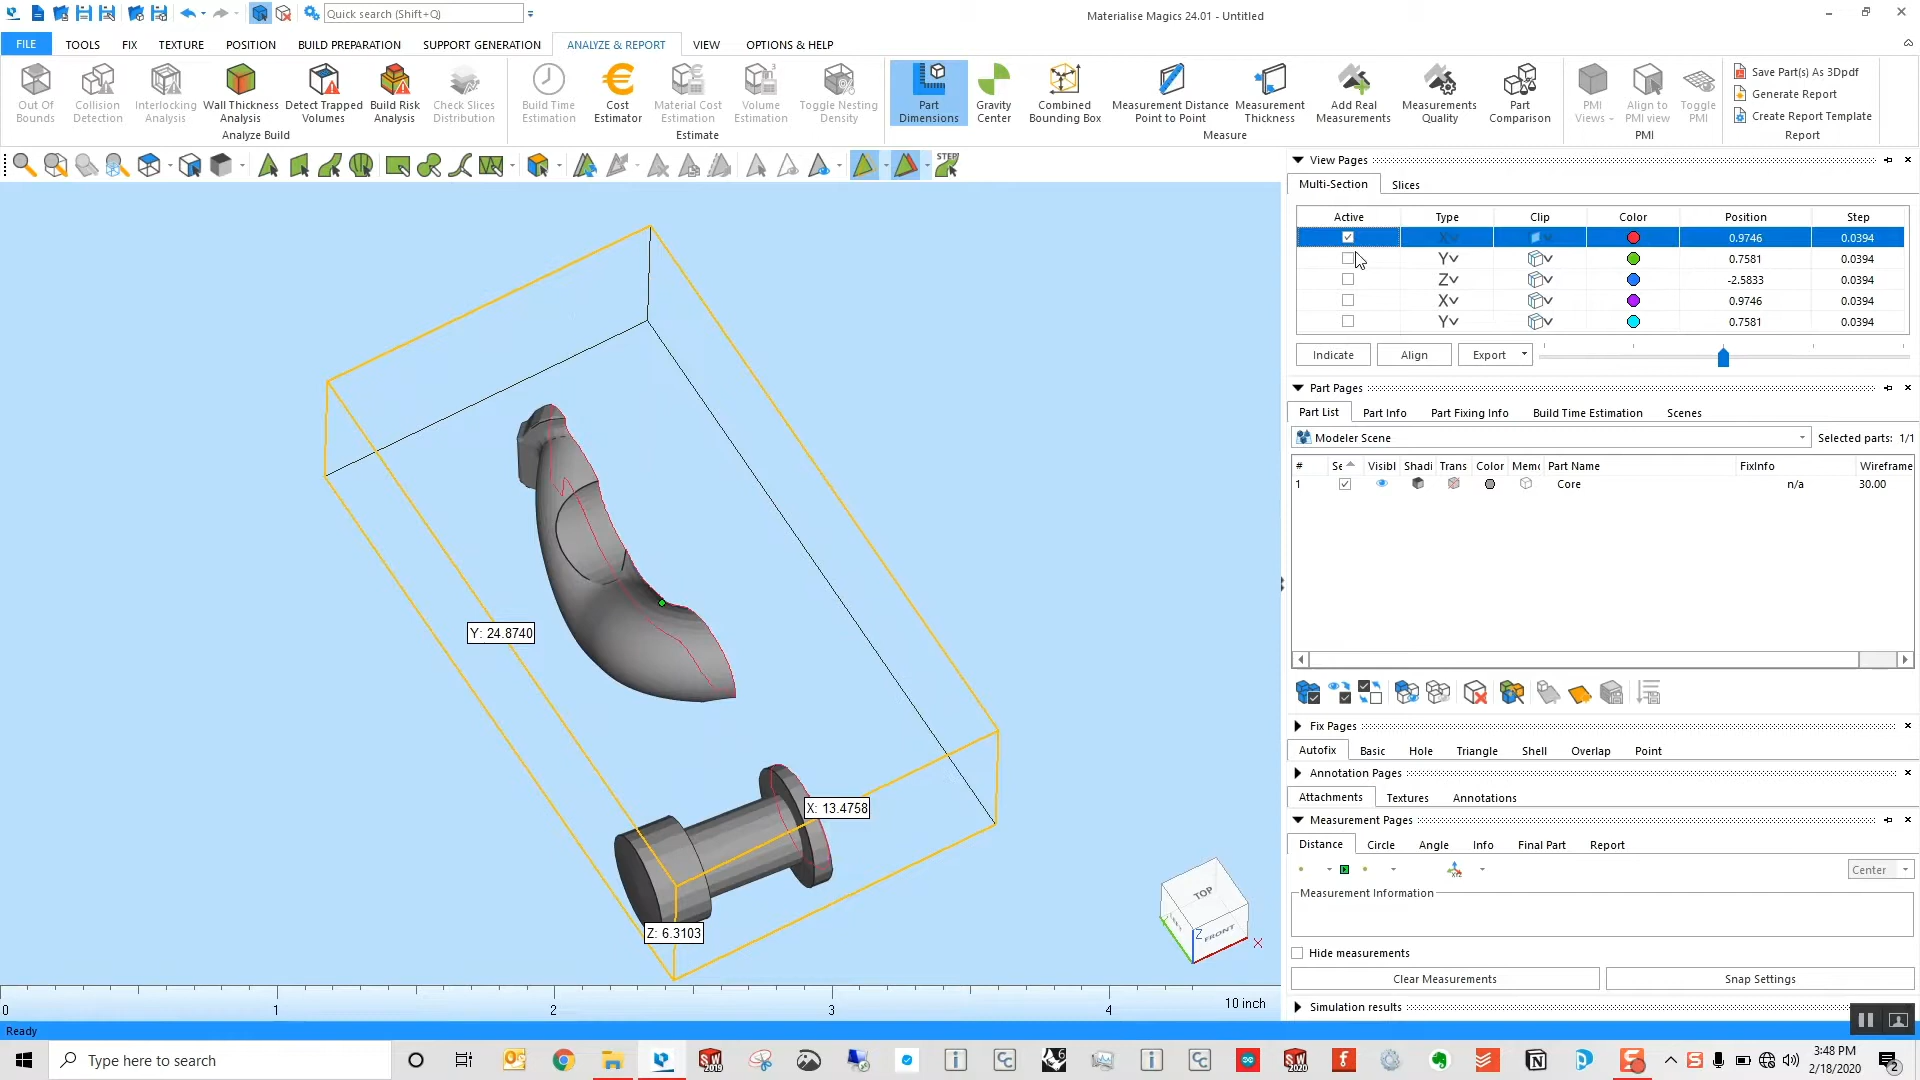 Quick search (Shift+Q)
Materialise Magics 24.01 - Untitled
FILE TOOLS FIX TEXTURE POSITION BUILD PREPARATION SUPPORT GENERATION ANALYZE & REPORT VIEW OPTIONS & HELP
Out Of Bounds
Collision Detection
Interlocking Analysis
Wall Thickness Analysis
Detect Trapped Volumes
Build Risk Analysis
Check Slices Distribution
Analyze Build
Build Time Estimation
Cost Estimator
Material Cost Estimation
Volume Estimation
Toggle Nesting Density
Estimate
Part Dimensions
Gravity Center
Combined Bounding Box
Measurement Distance Point to Point
Measurement Thickness
Add Real Measurements
Measurements Quality
Part Comparison
Measure
PMI Views
Align to PMI view
Toggle PMI
PMI
Save Part(s) As 3Dpdf
Generate Report
Create Report Template
Report
STEP
View Pages
Multi-Section Slices
Active Type Clip Color Position Step
X 0.9746 0.0394
Y 0.7581 0.0394
Z -2.5833 0.0394
X 0.9746 0.0394
Y 0.7581 0.0394
Indicate Align Export
Part Pages
Part List Part Info Part Fixing Info Build Time Estimation Scenes
Modeler Scene Selected parts: 1/1
# Se Visibl Shadi Trans Color Memo Part Name FixInfo Wireframe
1 Core n/a 30.00
Fix Pages
Autofix Basic Hole Triangle Shell Overlap Point
Annotation Pages
Attachments Textures Annotations
Measurement Pages
Distance Circle Angle Info Final Part Report
Center
Measurement Information
Hide measurements
Clear Measurements Snap Settings
Simulation results
Y: 24.8740
X: 13.4758
Z: 6.3103
TOP
FRONT
Z
X
0 1 2 3 4 10 inch
Ready
Type here to search
3:48 PM
2/18/2020